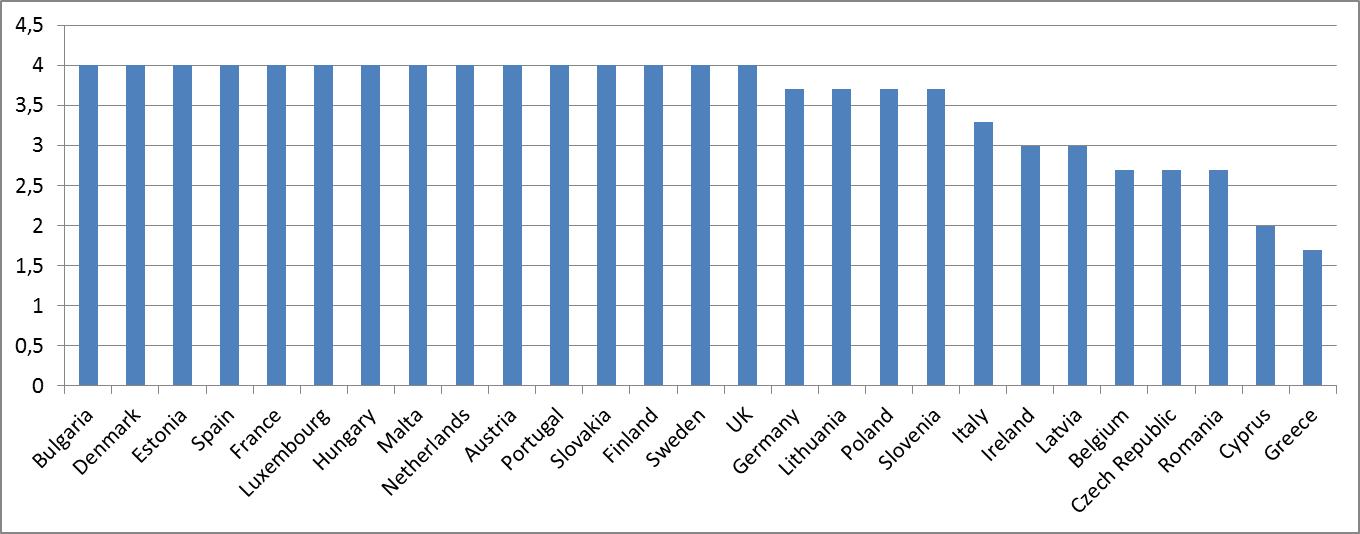 4,5
4
3,5
3
2,5
2
1,5
1
0,5
0
Bulgaria
Denmark
Estonia
Spain
France
Luxembourg
Hungary
Malta
Netherlands
Austria
Portugal
Slovakia
Finland
Sweden
UK
Germany
Lithuania
Poland
Slovenia
Italy
Ireland
Latvia
Belgium
Czech Republic
Romania
Cyprus
Greece